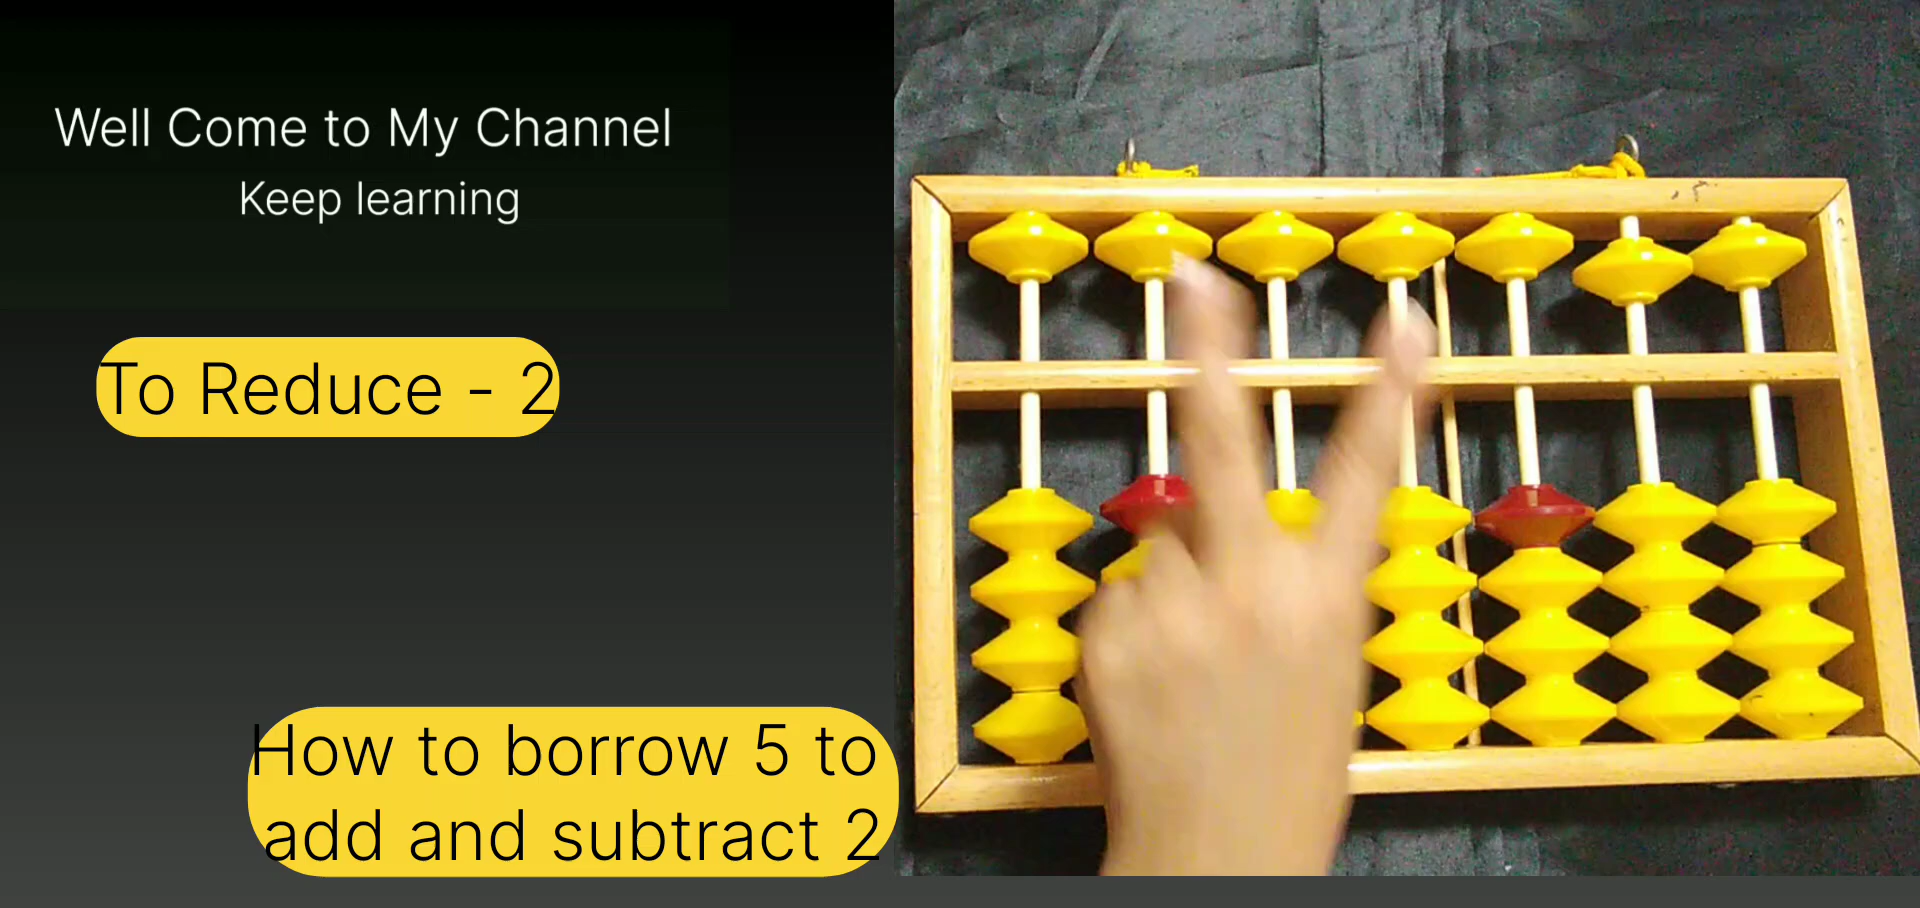 Well Come to My Channel
Keep learning
To Reduce - 2
How to borrow 5 to
add and subtract 2